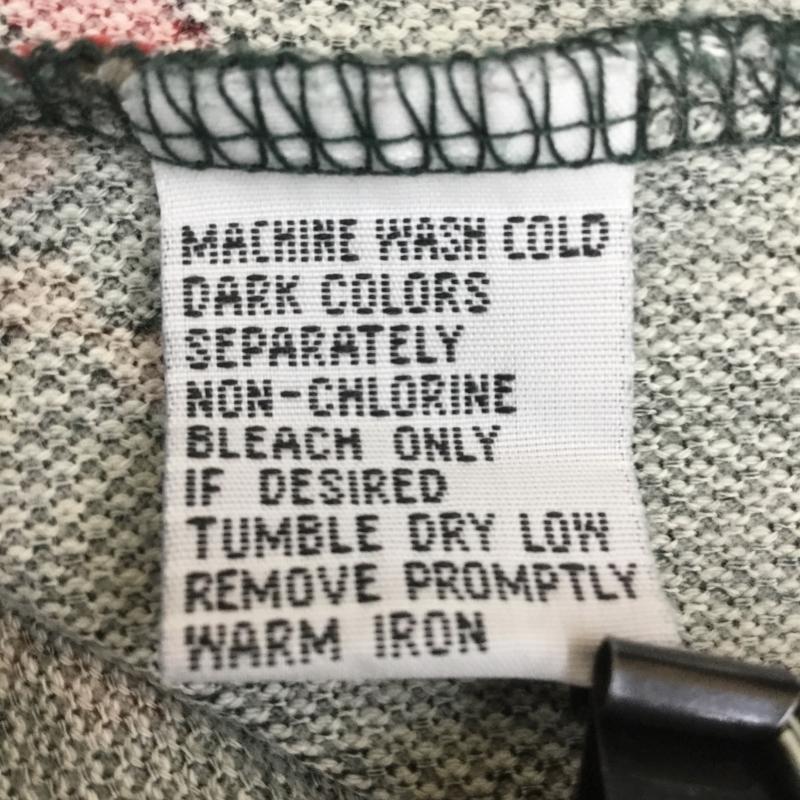 MACHINE WASH COLD
DARK COLORS
SEPARATELY
NON-CHLORINE
BLEACH ONLY
IF DESIRED
TUMBLE DRY LOW
REMOVE PROMPTLY
WARM IRON